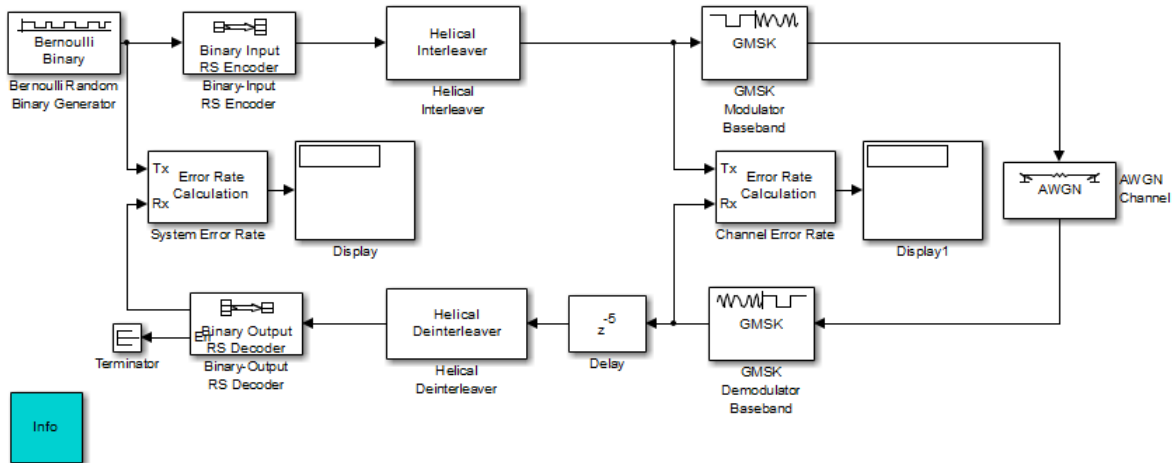 Bernoulli
Binary
Bernoulli Random
Binary Generator
Binary Input
RS Encoder
Binary-Input
RS Encoder
Helical
Interleaver
Helical
Interleaver
GMSK
GMSK
Modulator
Baseband
Tx
Rx
Error Rate
Calculation
System Error Rate
Display
Tx
Rx
Error Rate
Calculation
Channel Error Rate
Display1
AWGN
AWGN
Channel
Terminator
Err
Binary Output
RS Decoder
Binary-Output
RS Decoder
Helical
Deinterleaver
Helical
Deinterleaver
z-5
Delay
GMSK
GMSK
Demodulator
Baseband
Info